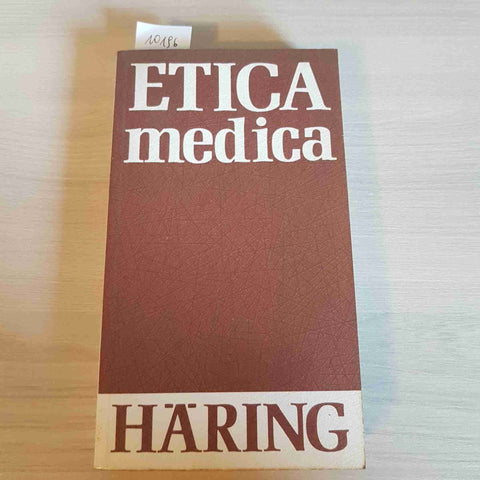 10196
ETICA
medica
HÄRING